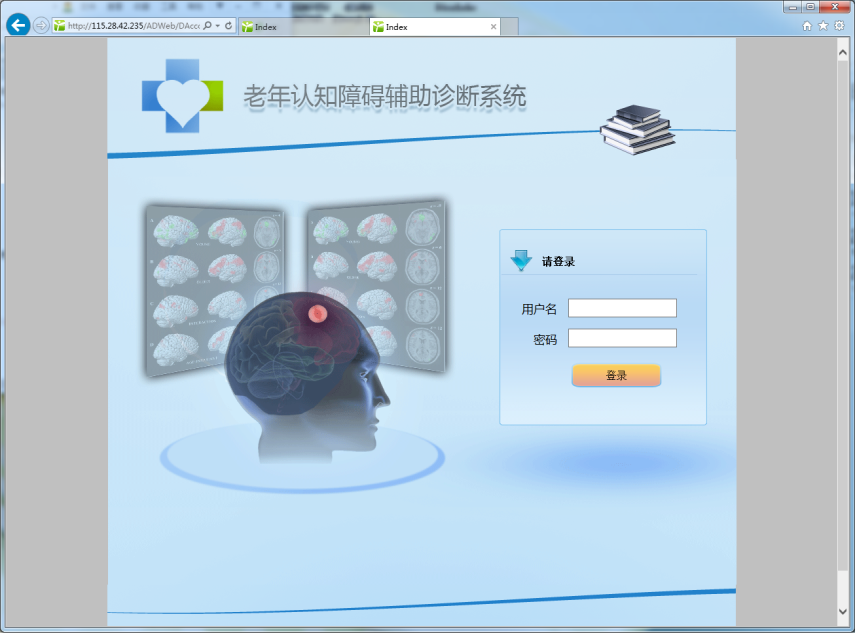 http://115.28.42.235/ADWeb/DAcc
Index
Index
老年认知障碍辅助诊断系统
请登录
用户名
密码
登录